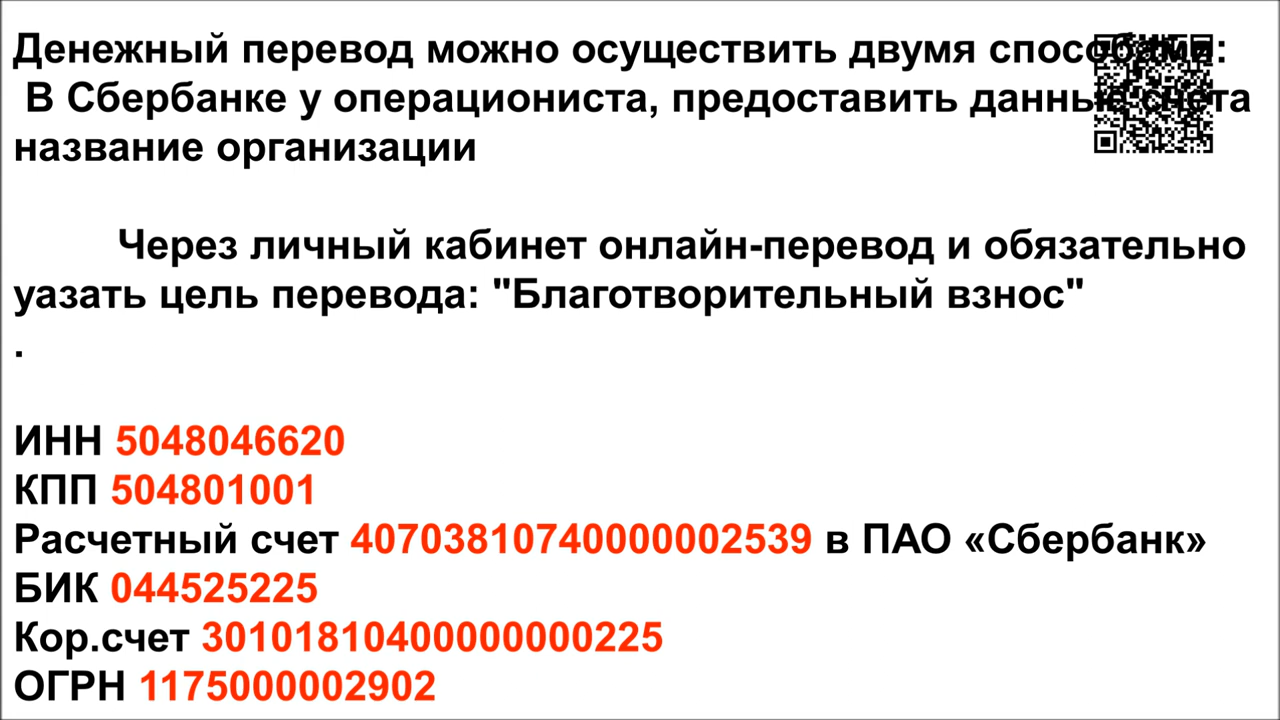 Денежный перевод можно осуществить двумя способами:
В Сбербанке у операциониста, предоставить данные счета
название организации
Через личный кабинет онлайн-перевод и обязательно
уазать цель перевода: "Благотворительный взнос"
.
ИНН 5048046620
КПП 504801001
Расчетный счет 40703810740000002539 в ПАО «Сбербанк»
БИК 044525225
Кор.счет 30101810400000000225
ОГРН 1175000002902